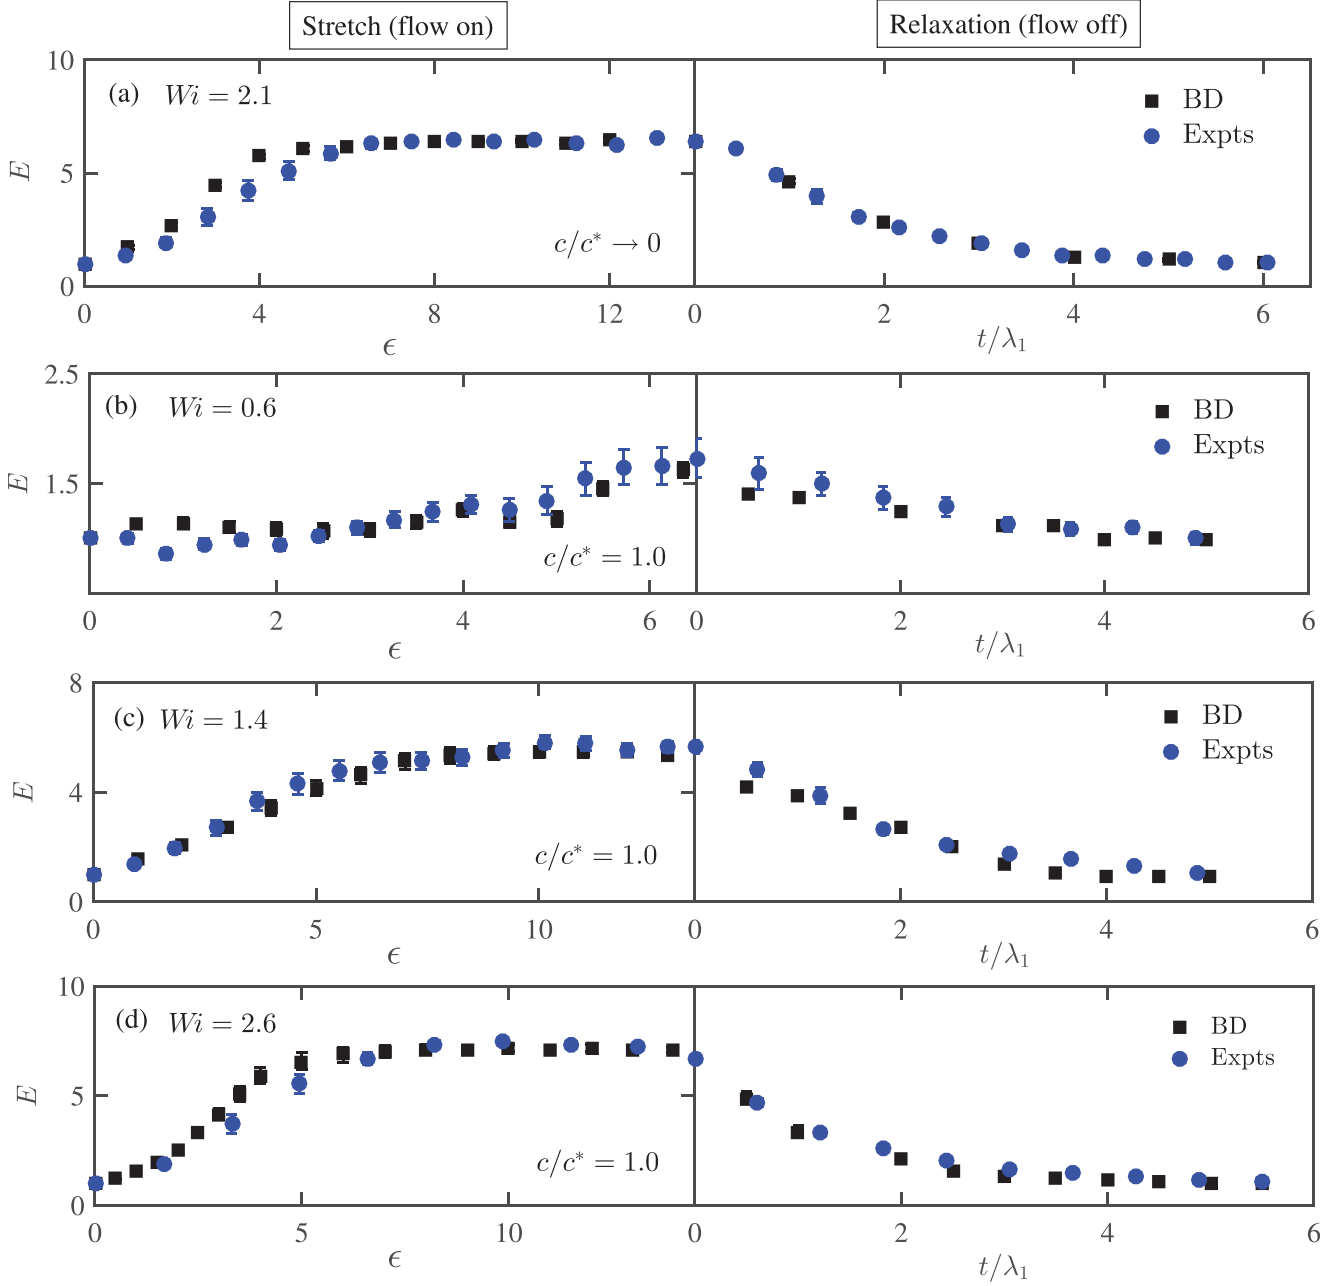 Stretch (flow on) Relaxation (flow off)
10
(a) Wi = 2.1
BD
Expts
E
5
c/c* → 0
0
0 4 8 12 0 2 4 6
ϵ t/λ₁
2.5
(b) Wi = 0.6
BD
Expts
E
1.5
c/c* = 1.0
0 2 4 6 0 2 4 6
ϵ t/λ₁
8
(c) Wi = 1.4
BD
Expts
E
4
c/c* = 1.0
0
0 5 10 0 2 4 6
ϵ t/λ₁
10
(d) Wi = 2.6
BD
Expts
E
5
c/c* = 1.0
0
0 5 10 0 2 4 6
ϵ t/λ₁